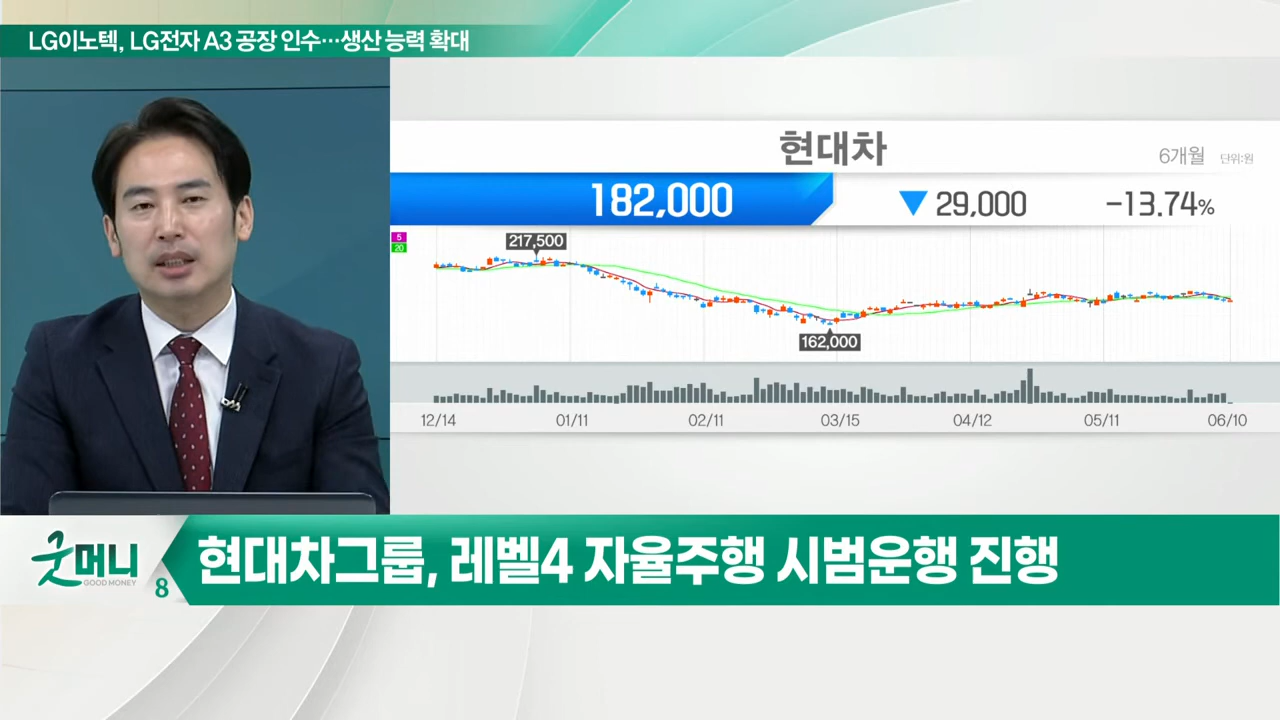 LG이노텍, LG전자 A3 공장 인수…생산 능력 확대
현대차
6개월 단위:원
182,000 ▼ 29,000 -13.74%
5
20
217,500
162,000
12/14 01/11 02/11 03/15 04/12 05/11 06/10
굿머니
GOOD MONEY
8
현대차그룹, 레벨4 자율주행 시범운행 진행